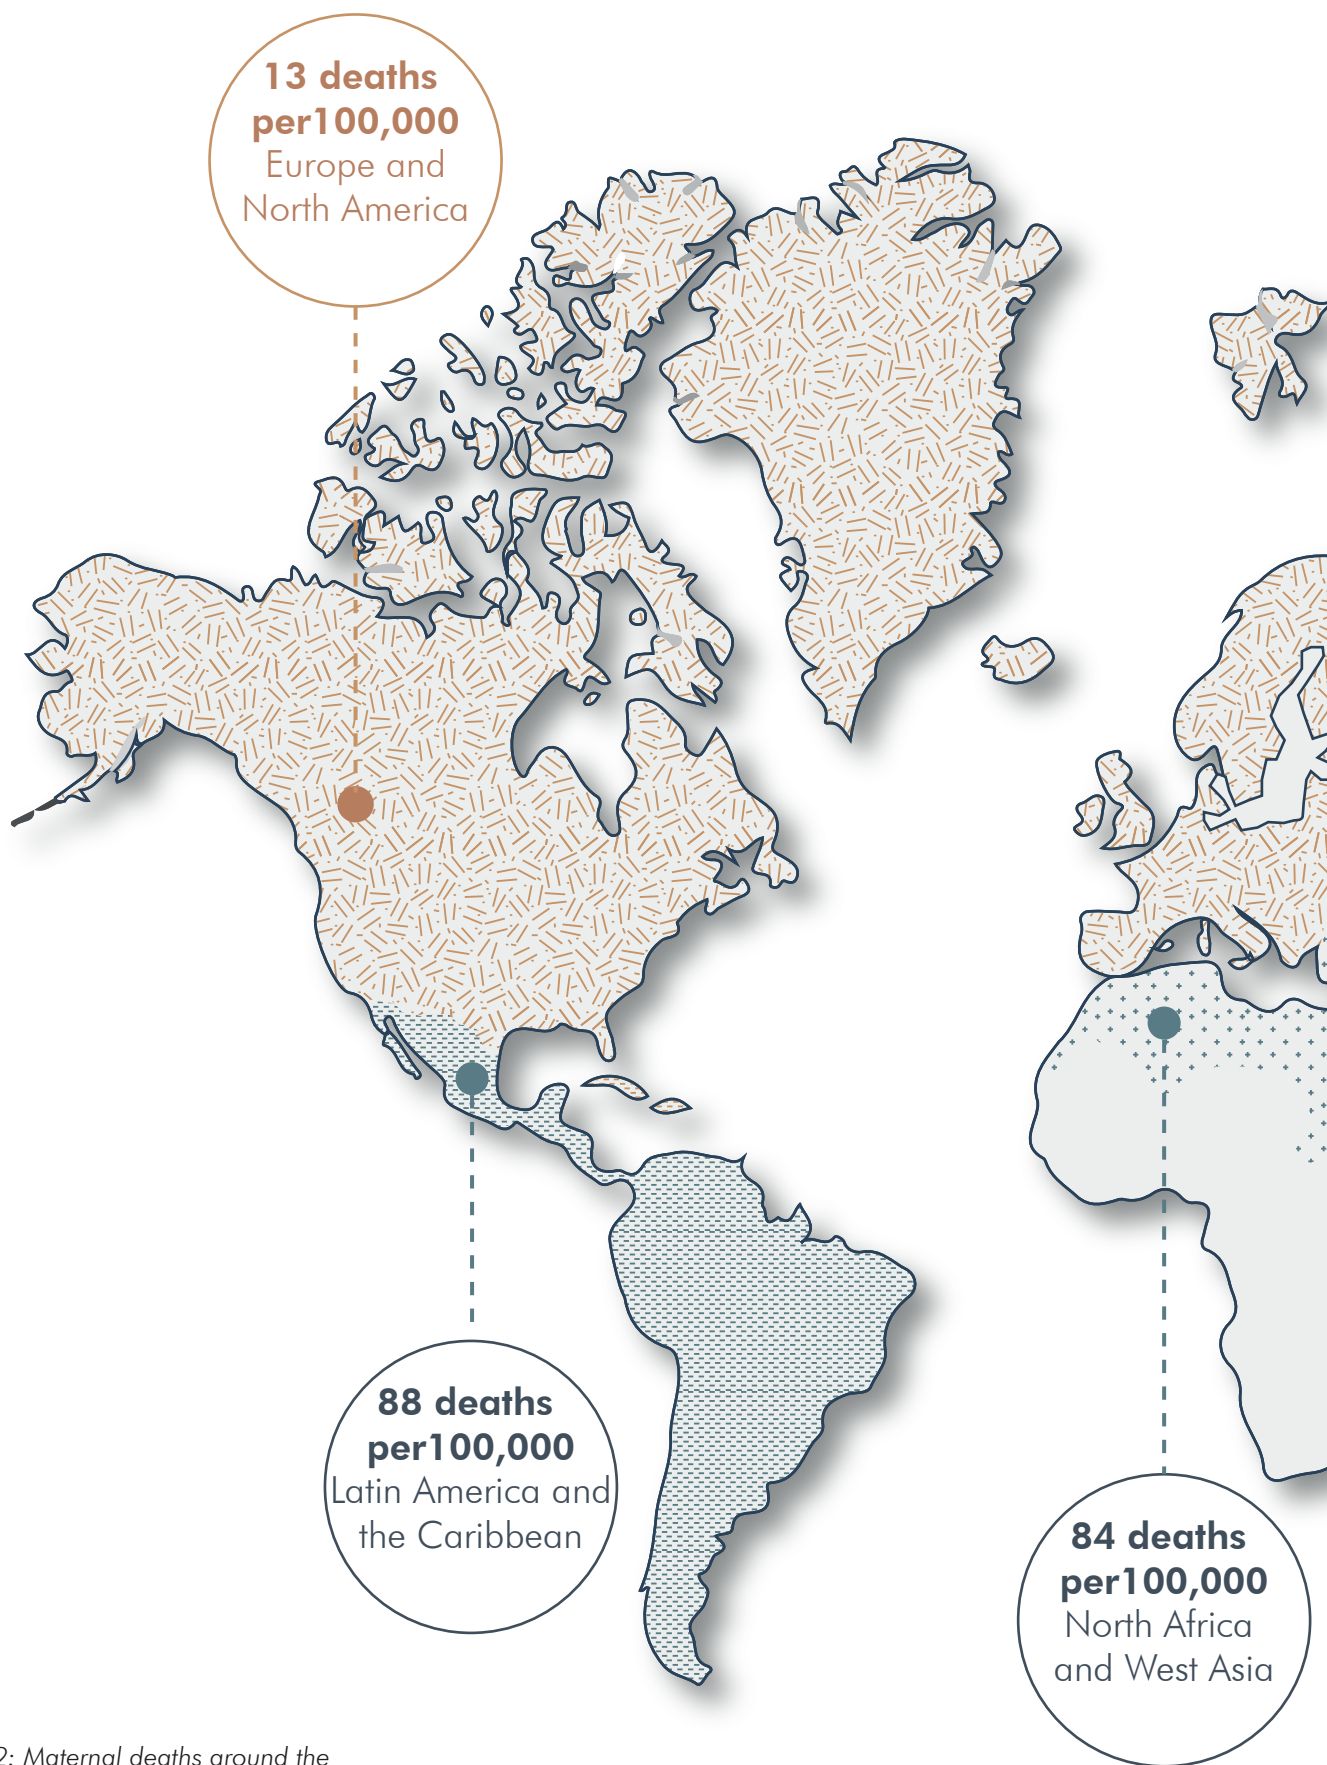 13 deaths
per100,000
Europe and
North America
88 deaths
per100,000
Latin America and
the Caribbean
84 deaths
per100,000
North Africa
and West Asia
2: Maternal deaths around the